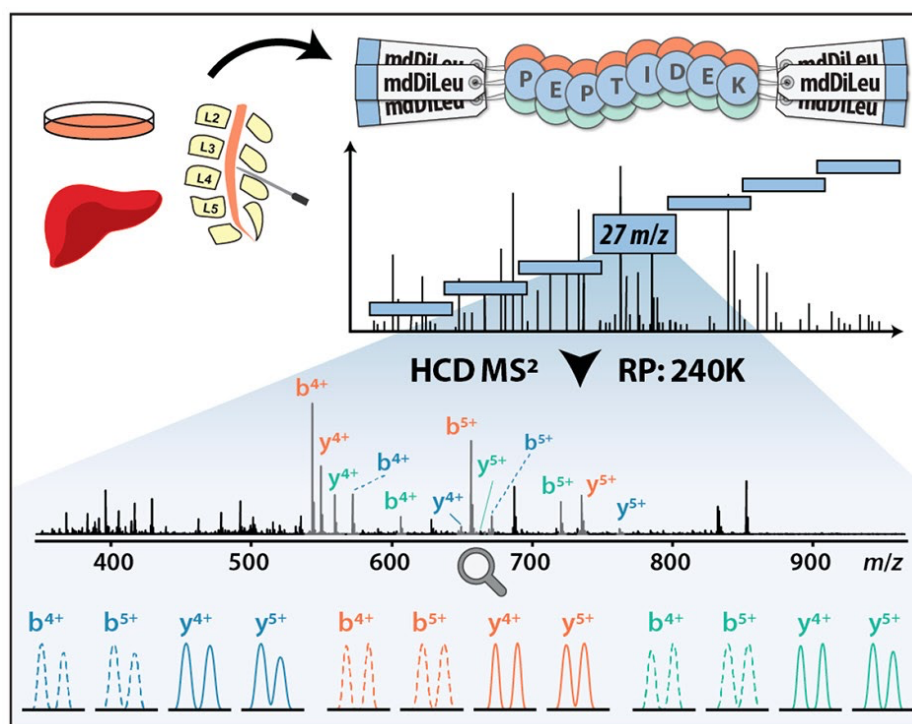 mdDiLeu
mdDiLeu
mdDiLeu
P E P T I D E K
mdDiLeu
mdDiLeu
mdDiLeu
L2
L3
L4
L5
27 m/z
HCD MS² RP: 240K
b⁴⁺
y⁴⁺
y⁴⁺
b⁴⁺
b⁴⁺
y⁴⁺
b⁵⁺
y⁵⁺
b⁵⁺
b⁵⁺
y⁵⁺
y⁵⁺
400 500 600 700 800 900 m/z
b⁴⁺ b⁵⁺ y⁴⁺ y⁵⁺ b⁴⁺ b⁵⁺ y⁴⁺ y⁵⁺ b⁴⁺ b⁵⁺ y⁴⁺ y⁵⁺